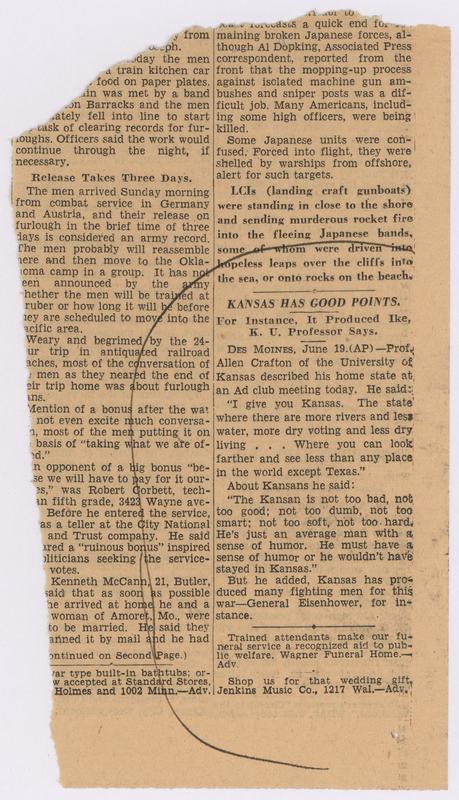 y from
oseph.
oday the men
a train kitchen car
food on paper plates.
in was met by a band
on Barracks and the men
ately fell into line to start
task of clearing records for fur-
loughs. Officers said the work would
continue through the night, if
necessary.
Release Takes Three Days.
The men arrived Sunday morning
from combat service in Germany
and Austria, and their release on
furlough in the brief time of three
days is considered an army record.
The men probably will reassemble
here and then move to the Okla-
oma camp in a group. It has not
een announced by the army
hether the men will be trained at
ruber or how long it will be before
ey are scheduled to move into the
acific area.
Weary and begrimed by the 24-
ur trip in antiquated railroad
aches, most of the conversation of
men as they neared the end of
eir trip home was about furlough
ans.
Mention of a bonus after the war
not even excite much conversa-
n, most of the men putting it on
basis of "taking what we are of-
ed."
n opponent of a big bonus "be-
se we will have to pay for it our-
es," was Robert Corbett, tech-
an fifth grade, 3423 Wayne ave-
Before he entered the service,
as a teller at the City National
and Trust company. He said
ared a "ruinous bonus" inspired
oliticians seeking the service-
votes.
Kenneth McCann, 21, Butler,
said that as soon as possible
he arrived at home he and a
woman of Amoret, Mo., were
to be married. He said they
anned it by mail and he had
ontinued on Second Page.)
war type built-in bathtubs; or-
w accepted at Standard Stores,
Holmes and 1002 Minn.—Adv.
forecasts a quick end for
maining broken Japanese forces, al-
though Al Dopking, Associated Press
correspondent, reported from the
front that the mopping-up process
against isolated machine gun am-
bushes and sniper posts was a dif-
ficult job. Many Americans, includ-
ing some high officers, were being
killed.
Some Japanese units were con-
fused. Forced into flight, they were
shelled by warships from offshore,
alert for such targets.
LCIs (landing craft gunboats)
were standing in close to the shore
and sending murderous rocket fire
into the fleeing Japanese bands,
some of whom were driven into
hopeless leaps over the cliffs into
the sea, or onto rocks on the beach.
KANSAS HAS GOOD POINTS.
For Instance, It Produced Ike,
K. U. Professor Says.
DES MOINES, June 19.(AP)—Prof.
Allen Crafton of the University of
Kansas described his home state at
an Ad club meeting today. He said:
"I give you Kansas. The state
where there are more rivers and less
water, more dry voting and less dry
living . . . Where you can look
farther and see less than any place
in the world except Texas."
About Kansans he said:
"The Kansan is not too bad, not
too good; not too dumb, not too
smart; not too soft, not too hard.
He's just an average man with a
sense of humor. He must have a
sense of humor or he wouldn't have
stayed in Kansas."
But he added, Kansas has pro-
duced many fighting men for this
war—General Eisenhower, for in-
stance.
Trained attendants make our fu-
neral service a recognized aid to pub-
lic welfare. Wagner Funeral Home.—
Adv.
Shop us for that wedding gift.
Jenkins Music Co., 1217 Wal.—Adv.